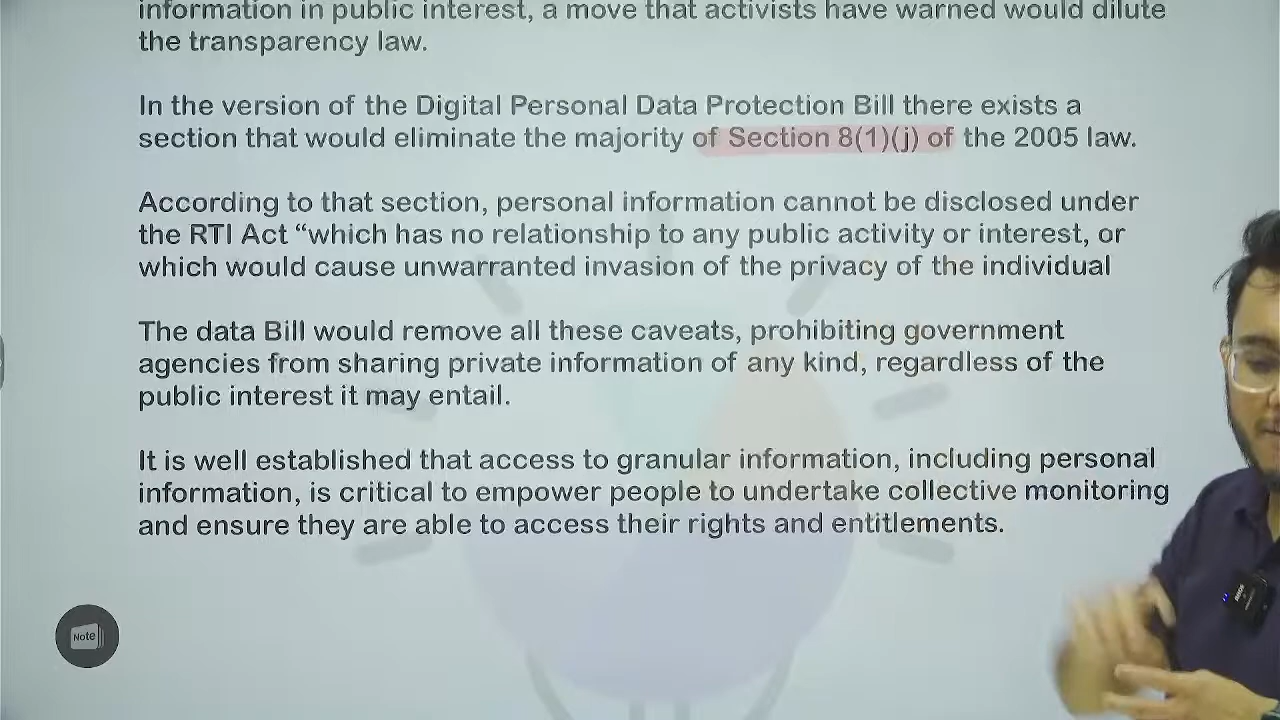 information in public interest, a move that activists have warned would dilute
the transparency law.
In the version of the Digital Personal Data Protection Bill there exists a
section that would eliminate the majority of Section 8(1)(j) of the 2005 law.
According to that section, personal information cannot be disclosed under
the RTI Act “which has no relationship to any public activity or interest, or
which would cause unwarranted invasion of the privacy of the individual
The data Bill would remove all these caveats, prohibiting government
agencies from sharing private information of any kind, regardless of the
public interest it may entail.
It is well established that access to granular information, including personal
information, is critical to empower people to undertake collective monitoring
and ensure they are able to access their rights and entitlements.
Note